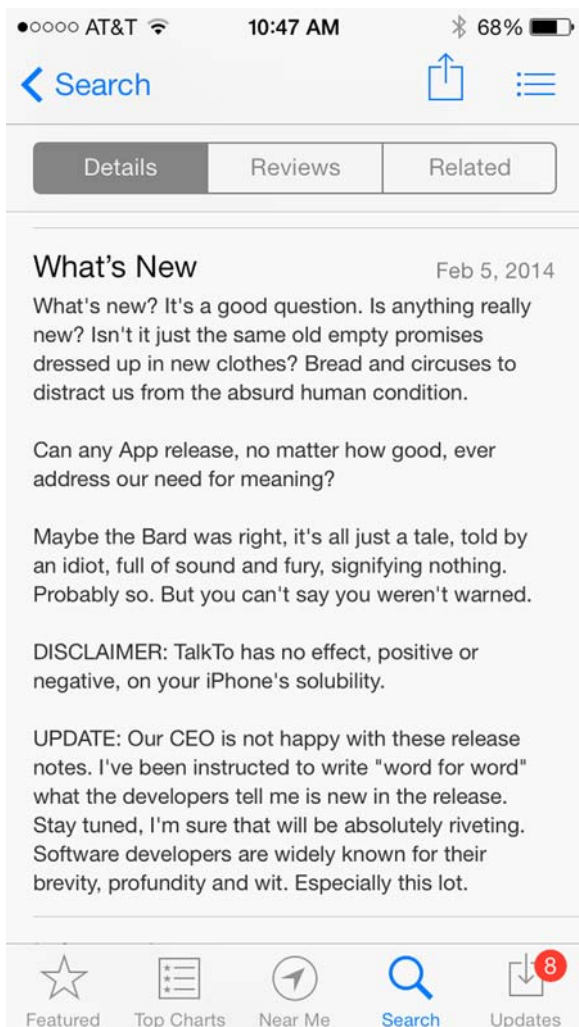 AT&T 10:47 AM 68%
Search
Details Reviews Related
What's New Feb 5, 2014
What's new? It's a good question. Is anything really
new? Isn't it just the same old empty promises
dressed up in new clothes? Bread and circuses to
distract us from the absurd human condition.
Can any App release, no matter how good, ever
address our need for meaning?
Maybe the Bard was right, it's all just a tale, told by
an idiot, full of sound and fury, signifying nothing.
Probably so. But you can't say you weren't warned.
DISCLAIMER: TalkTo has no effect, positive or
negative, on your iPhone's solubility.
UPDATE: Our CEO is not happy with these release
notes. I've been instructed to write "word for word"
what the developers tell me is new in the release.
Stay tuned, I'm sure that will be absolutely riveting.
Software developers are widely known for their
brevity, profundity and wit. Especially this lot.
8
Featured Top Charts Near Me Search Updates